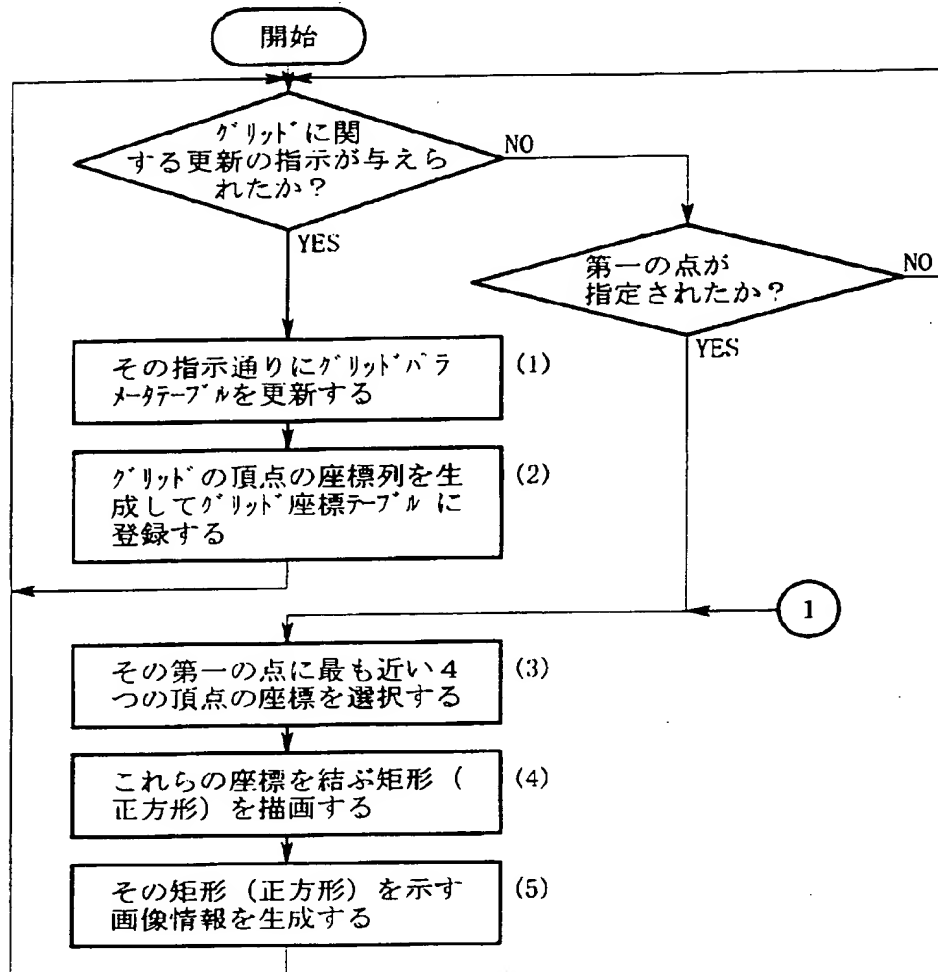 開始
ｸﾞﾘｯﾄﾞに関
する更新の指示が与えら
れたか？
NO
YES
第一の点が
指定されたか？
NO
YES
その指示通りにｸﾞﾘｯﾄﾞﾊﾟﾗ
ﾒｰﾀﾃｰﾌﾞﾙを更新する
(1)
ｸﾞﾘｯﾄﾞの頂点の座標列を生
成してｸﾞﾘｯﾄﾞ座標ﾃｰﾌﾞﾙに
登録する
(2)
1
その第一の点に最も近い４
つの頂点の座標を選択する
(3)
これらの座標を結ぶ矩形（
正方形）を描画する
(4)
その矩形（正方形）を示す
画像情報を生成する
(5)